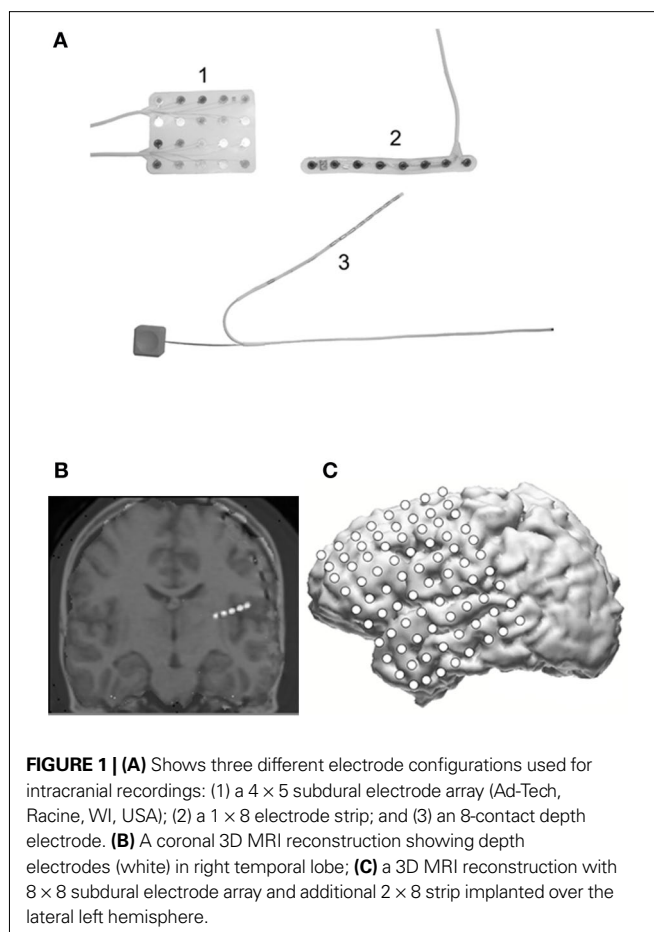 A
1
2
3
B
C
FIGURE 1 | (A) Shows three different electrode configurations used for
intracranial recordings: (1) a 4 × 5 subdural electrode array (Ad-Tech,
Racine, WI, USA); (2) a 1 × 8 electrode strip; and (3) an 8-contact depth
electrode. (B) A coronal 3D MRI reconstruction showing depth
electrodes (white) in right temporal lobe; (C) a 3D MRI reconstruction with
8 × 8 subdural electrode array and additional 2 × 8 strip implanted over the
lateral left hemisphere.